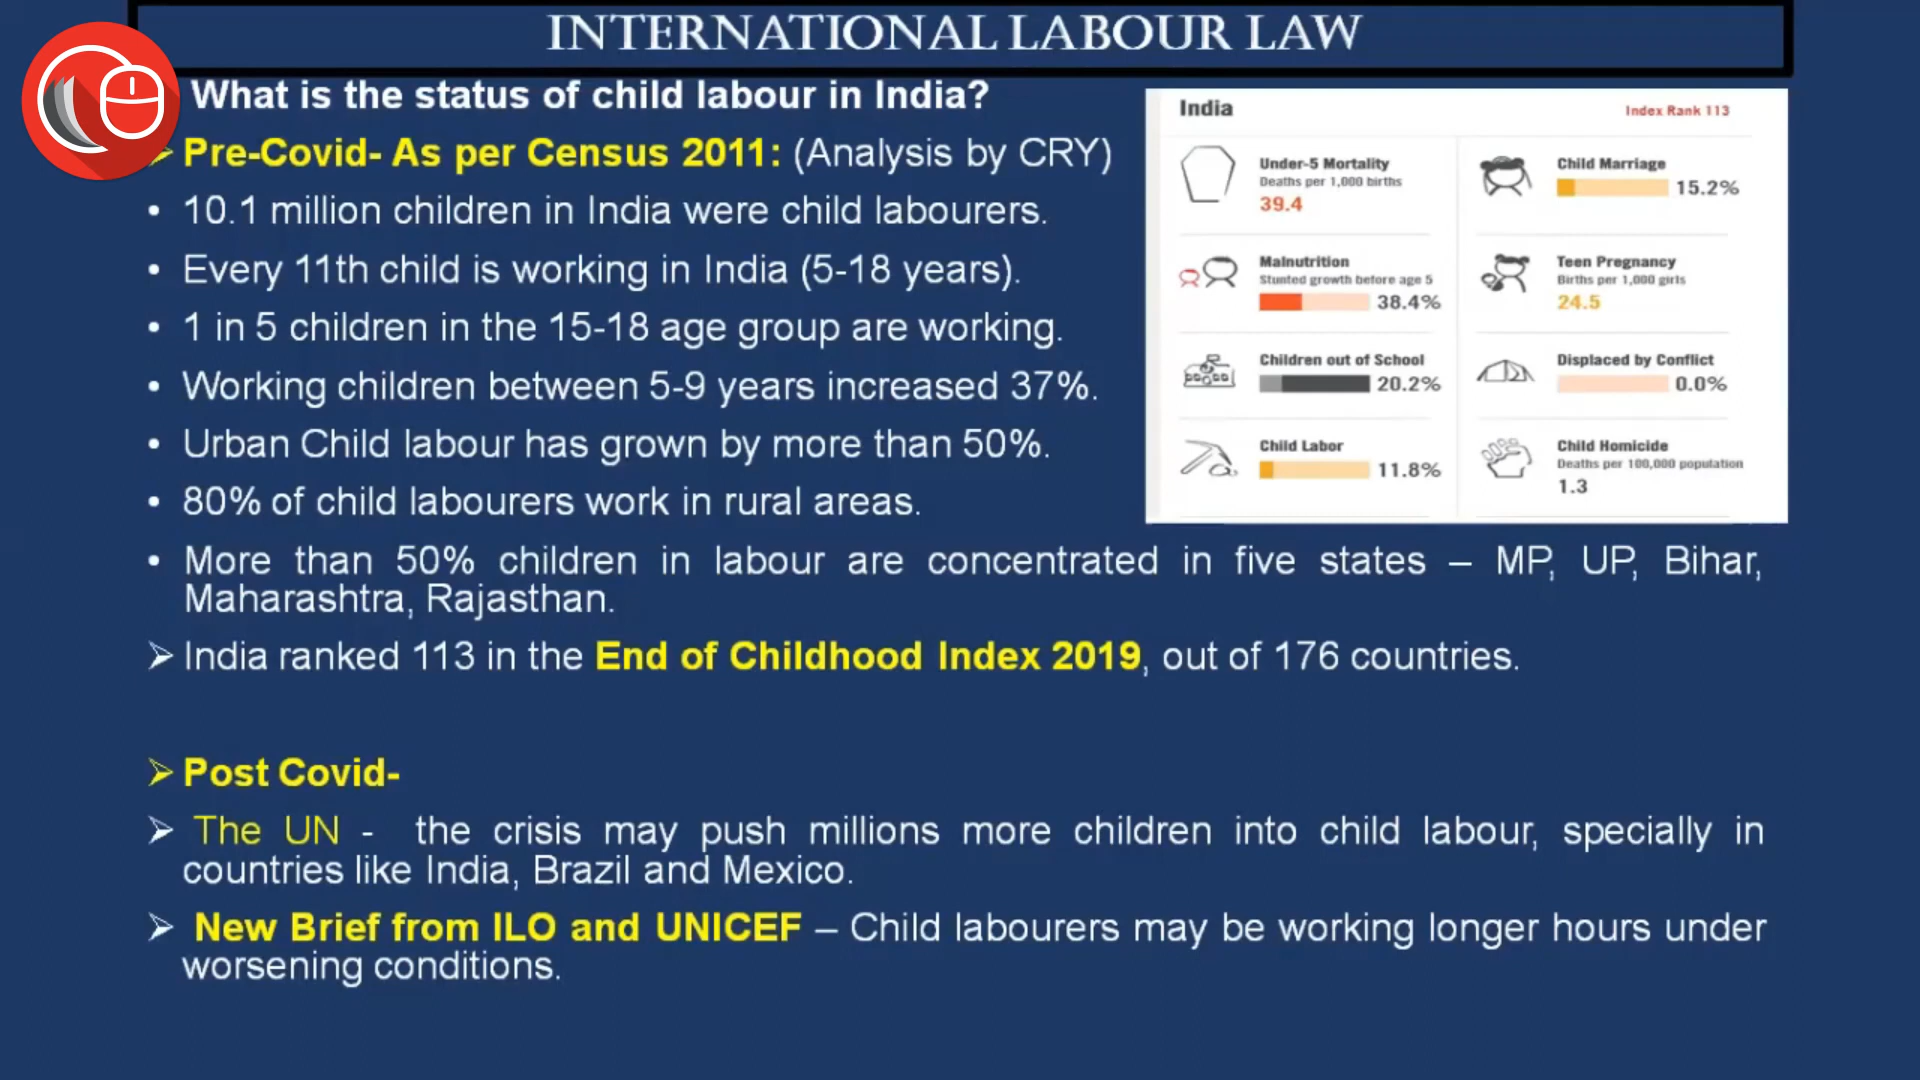 INTERNATIONAL LABOUR LAW
What is the status of child labour in India?
Pre-Covid- As per Census 2011: (Analysis by CRY)
• 10.1 million children in India were child labourers.
• Every 11th child is working in India (5-18 years).
• 1 in 5 children in the 15-18 age group are working.
• Working children between 5-9 years increased 37%.
• Urban Child labour has grown by more than 50%.
• 80% of child labourers work in rural areas.
• More than 50% children in labour are concentrated in five states – MP, UP, Bihar,
Maharashtra, Rajasthan.
India ranked 113 in the End of Childhood Index 2019, out of 176 countries.
Post Covid-
The UN - the crisis may push millions more children into child labour, specially in
countries like India, Brazil and Mexico.
New Brief from ILO and UNICEF – Child labourers may be working longer hours under
worsening conditions.
India
Index Rank 113
Under-5 Mortality
Deaths per 1,000 births
39.4
Malnutrition
Stunted growth before age 5
38.4%
Children out of School
20.2%
Child Labor
11.8%
Child Marriage
15.2%
Teen Pregnancy
Births per 1,000 girls
24.5
Displaced by Conflict
0.0%
Child Homicide
Deaths per 100,000 population
1.3